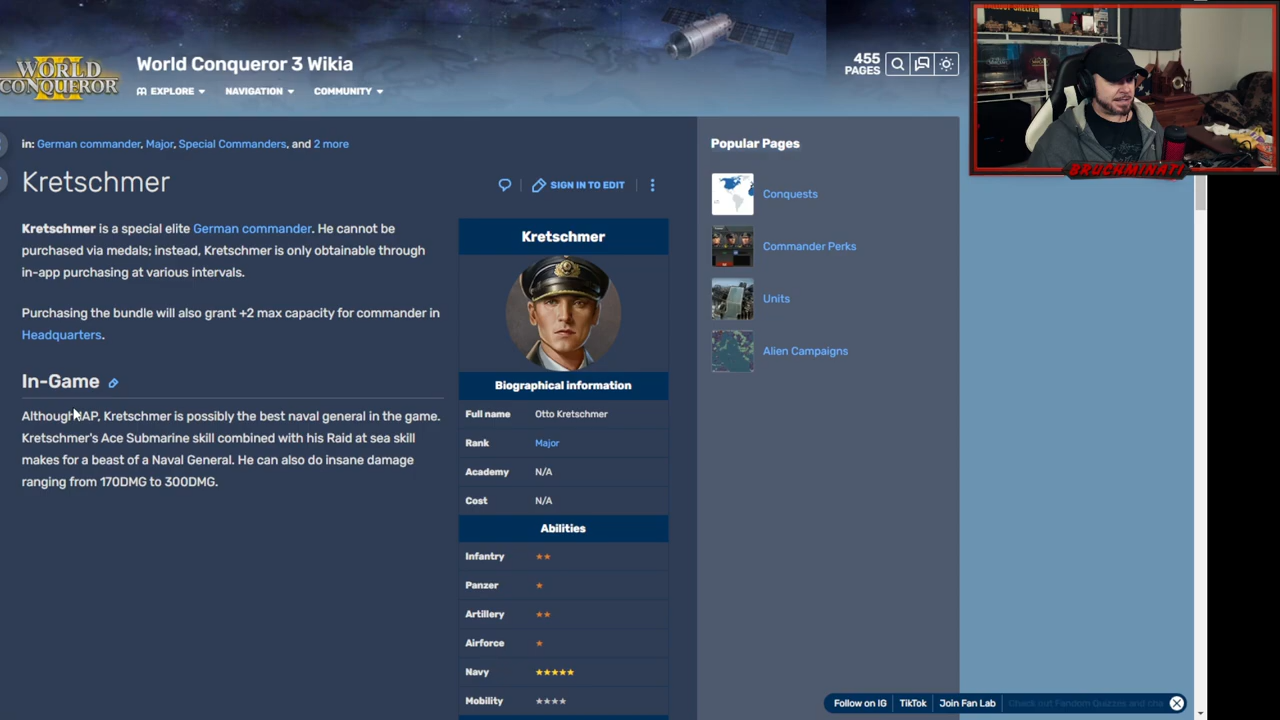 WORLD
CONQUEROR
World Conqueror 3 Wikia
EXPLORE
NAVIGATION
COMMUNITY
455
PAGES
BRUCHMINATI
in: German commander, Major, Special Commanders, and 2 more
Kretschmer
SIGN IN TO EDIT
Kretschmer is a special elite German commander. He cannot be
purchased via medals; instead, Kretschmer is only obtainable through
in-app purchasing at various intervals.
Purchasing the bundle will also grant +2 max capacity for commander in
Headquarters.
In-Game
Although IAP, Kretschmer is possibly the best naval general in the game.
Kretschmer's Ace Submarine skill combined with his Raid at sea skill
makes for a beast of a Naval General. He can also do insane damage
ranging from 170DMG to 300DMG.
Kretschmer
Biographical information
Full name Otto Kretschmer
Rank Major
Academy N/A
Cost N/A
Abilities
Infantry ★★
Panzer ★
Artillery ★★
Airforce ★
Navy ★★★★★
Mobility ★★★★
Popular Pages
Conquests
Commander Perks
Units
Alien Campaigns
Follow on IG
TikTok
Join Fan Lab
Check out Fandom Quizzes and